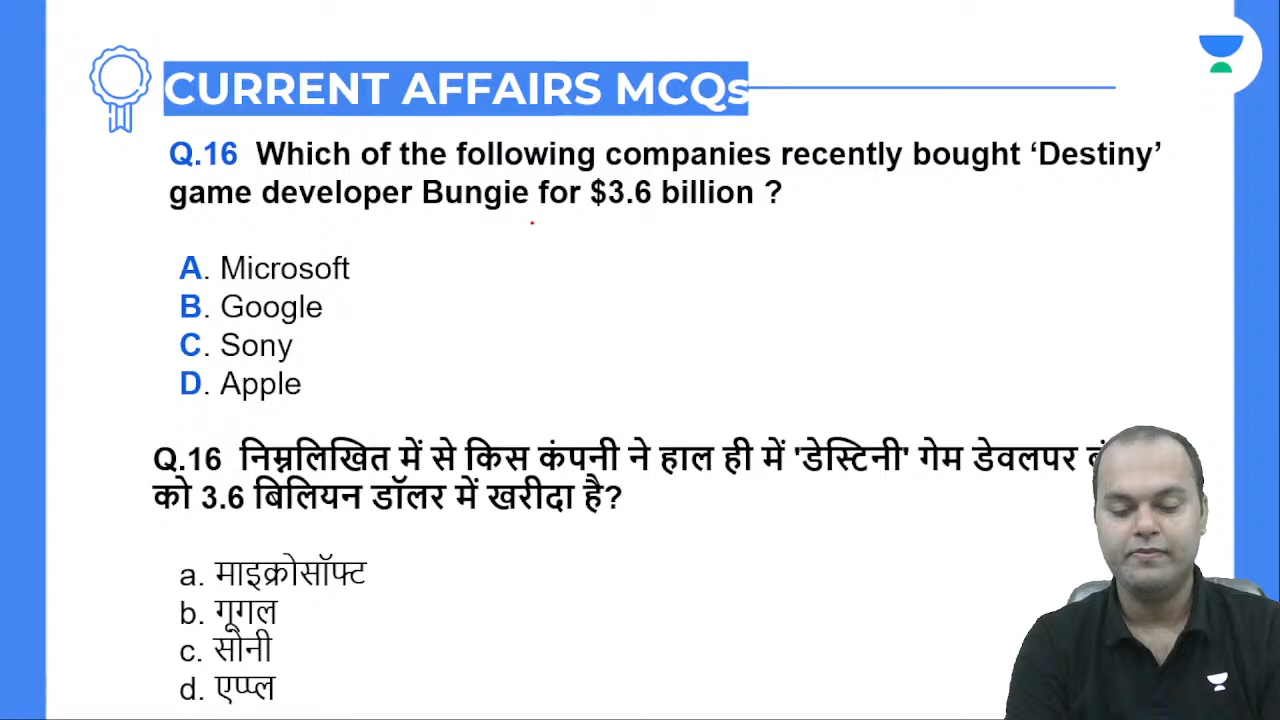 CURRENT AFFAIRS MCQs
Q.16 Which of the following companies recently bought ‘Destiny’
game developer Bungie for $3.6 billion ?
A. Microsoft
B. Google
C. Sony
D. Apple
Q.16 निम्नलिखित में से किस कंपनी ने हाल ही में 'डेस्टिनी' गेम डेवलपर
को 3.6 बिलियन डॉलर में खरीदा है?
a. माइक्रोसॉफ्ट
b. गूगल
c. सोनी
d. एप्प्ल